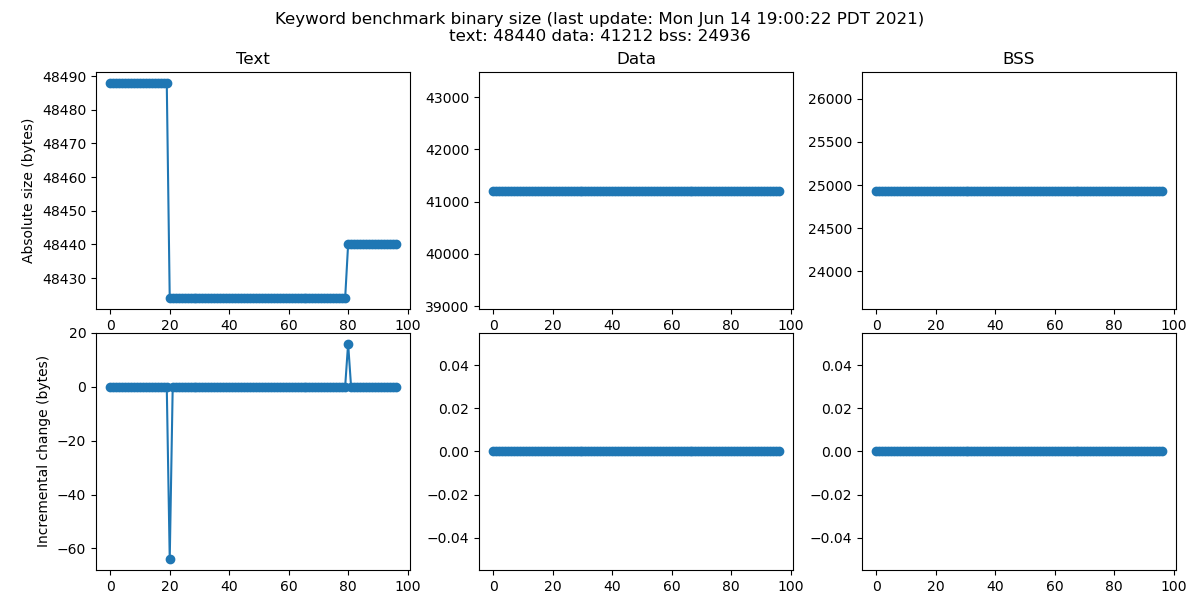 Keyword benchmark binary size (last update: Mon Jun 14 19:00:22 PDT 2021)
text: 48440 data: 41212 bss: 24936
Text
Data
BSS
Absolute size (bytes)
48490
48480
48470
48460
48450
48440
48430
0 20 40 60 80 100
43000
42000
41000
40000
39000
0 20 40 60 80 100
26000
25500
25000
24500
24000
0 20 40 60 80 100
Incremental change (bytes)
20
0
−20
−40
−60
0 20 40 60 80 100
0.04
0.02
0.00
−0.02
−0.04
0 20 40 60 80 100
0.04
0.02
0.00
−0.02
−0.04
0 20 40 60 80 100